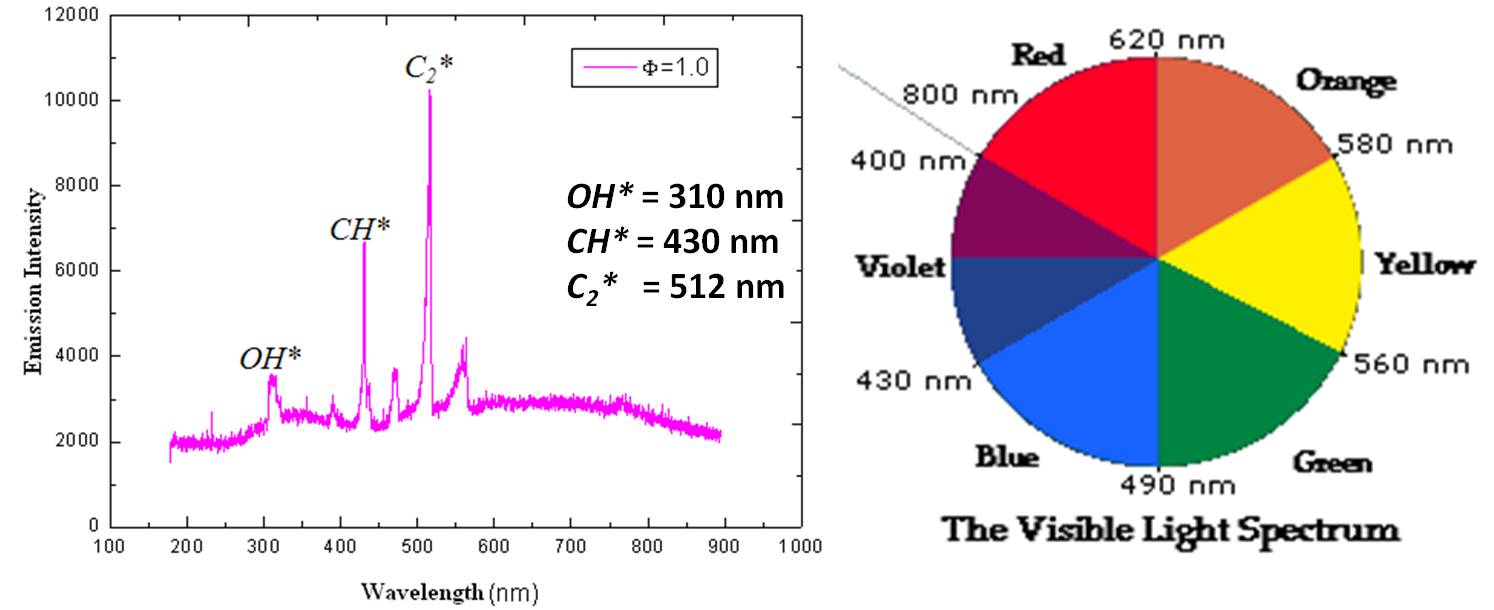 12000
10000
8000
6000
4000
2000
0
Emission Intensity
100 200 300 400 500 600 700 800 900 1000
Wavelength (nm)
Φ=1.0
C₂*
CH*
OH*
OH* = 310 nm
CH* = 430 nm
C₂* = 512 nm
620 nm
Red
Orange
800 nm
580 nm
400 nm
Violet
Yellow
430 nm
560 nm
Blue
Green
490 nm
The Visible Light Spectrum